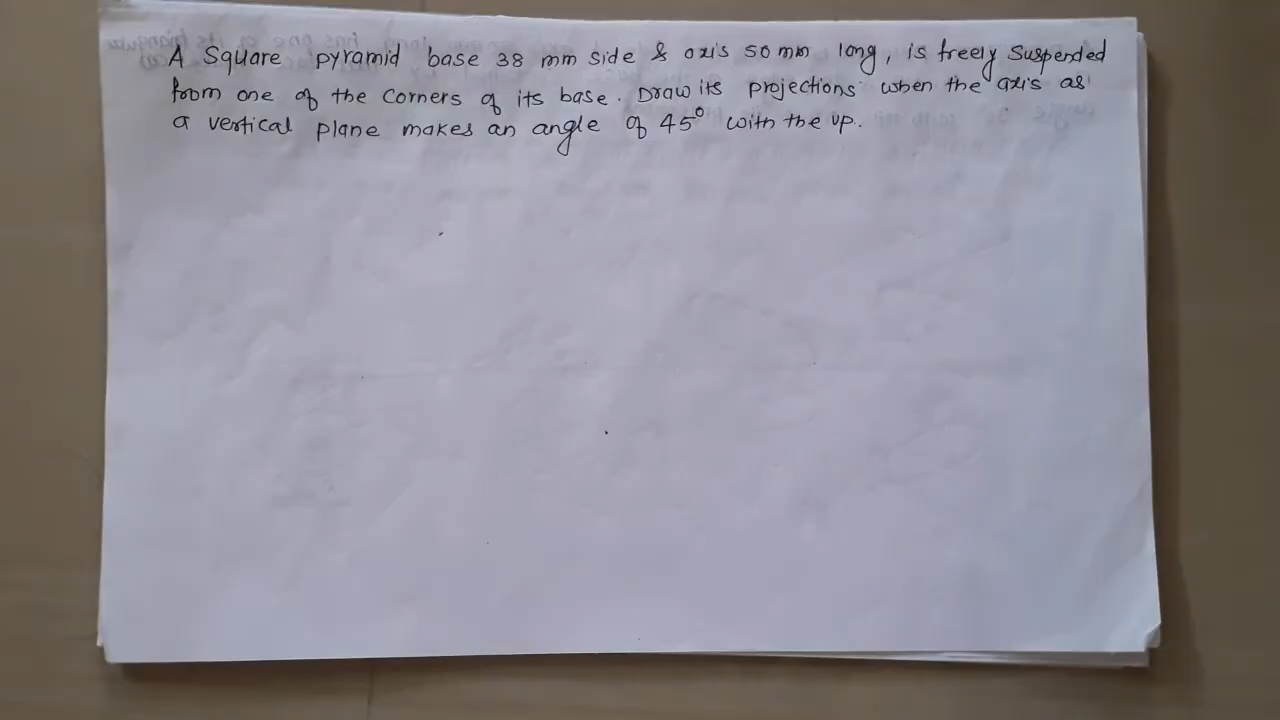 A Square pyramid base 38 mm side & axis 50 mm long, is freely suspended
from one of the corners of its base. Draw its projections when the axis as
a vertical plane makes an angle of 45° with the vp.